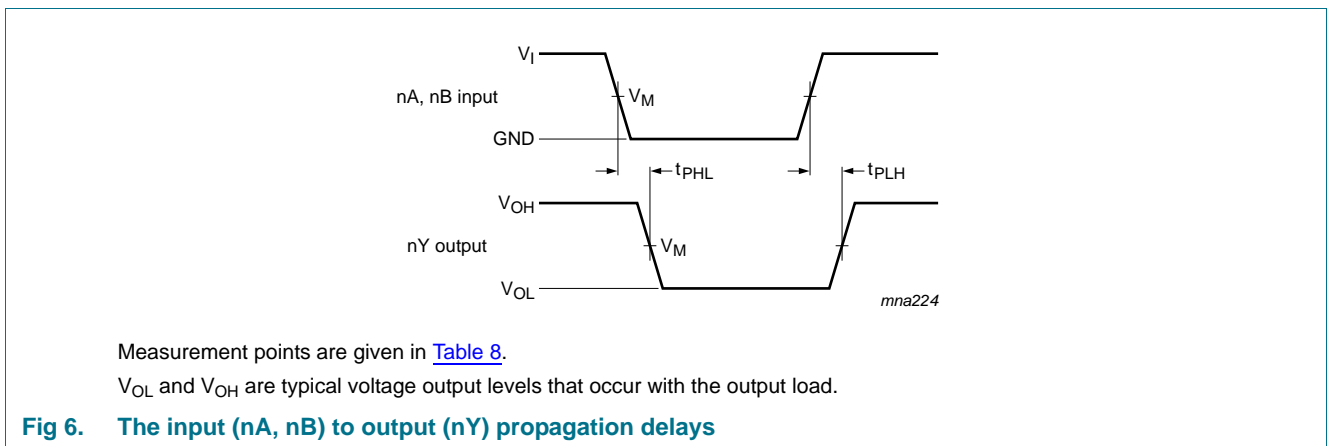 VI
nA, nB input
VM
GND
tPHL
tPLH
VOH
nY output
VM
VOL
mna224
Measurement points are given in Table 8.
VOL and VOH are typical voltage output levels that occur with the output load.
Fig 6. The input (nA, nB) to output (nY) propagation delays